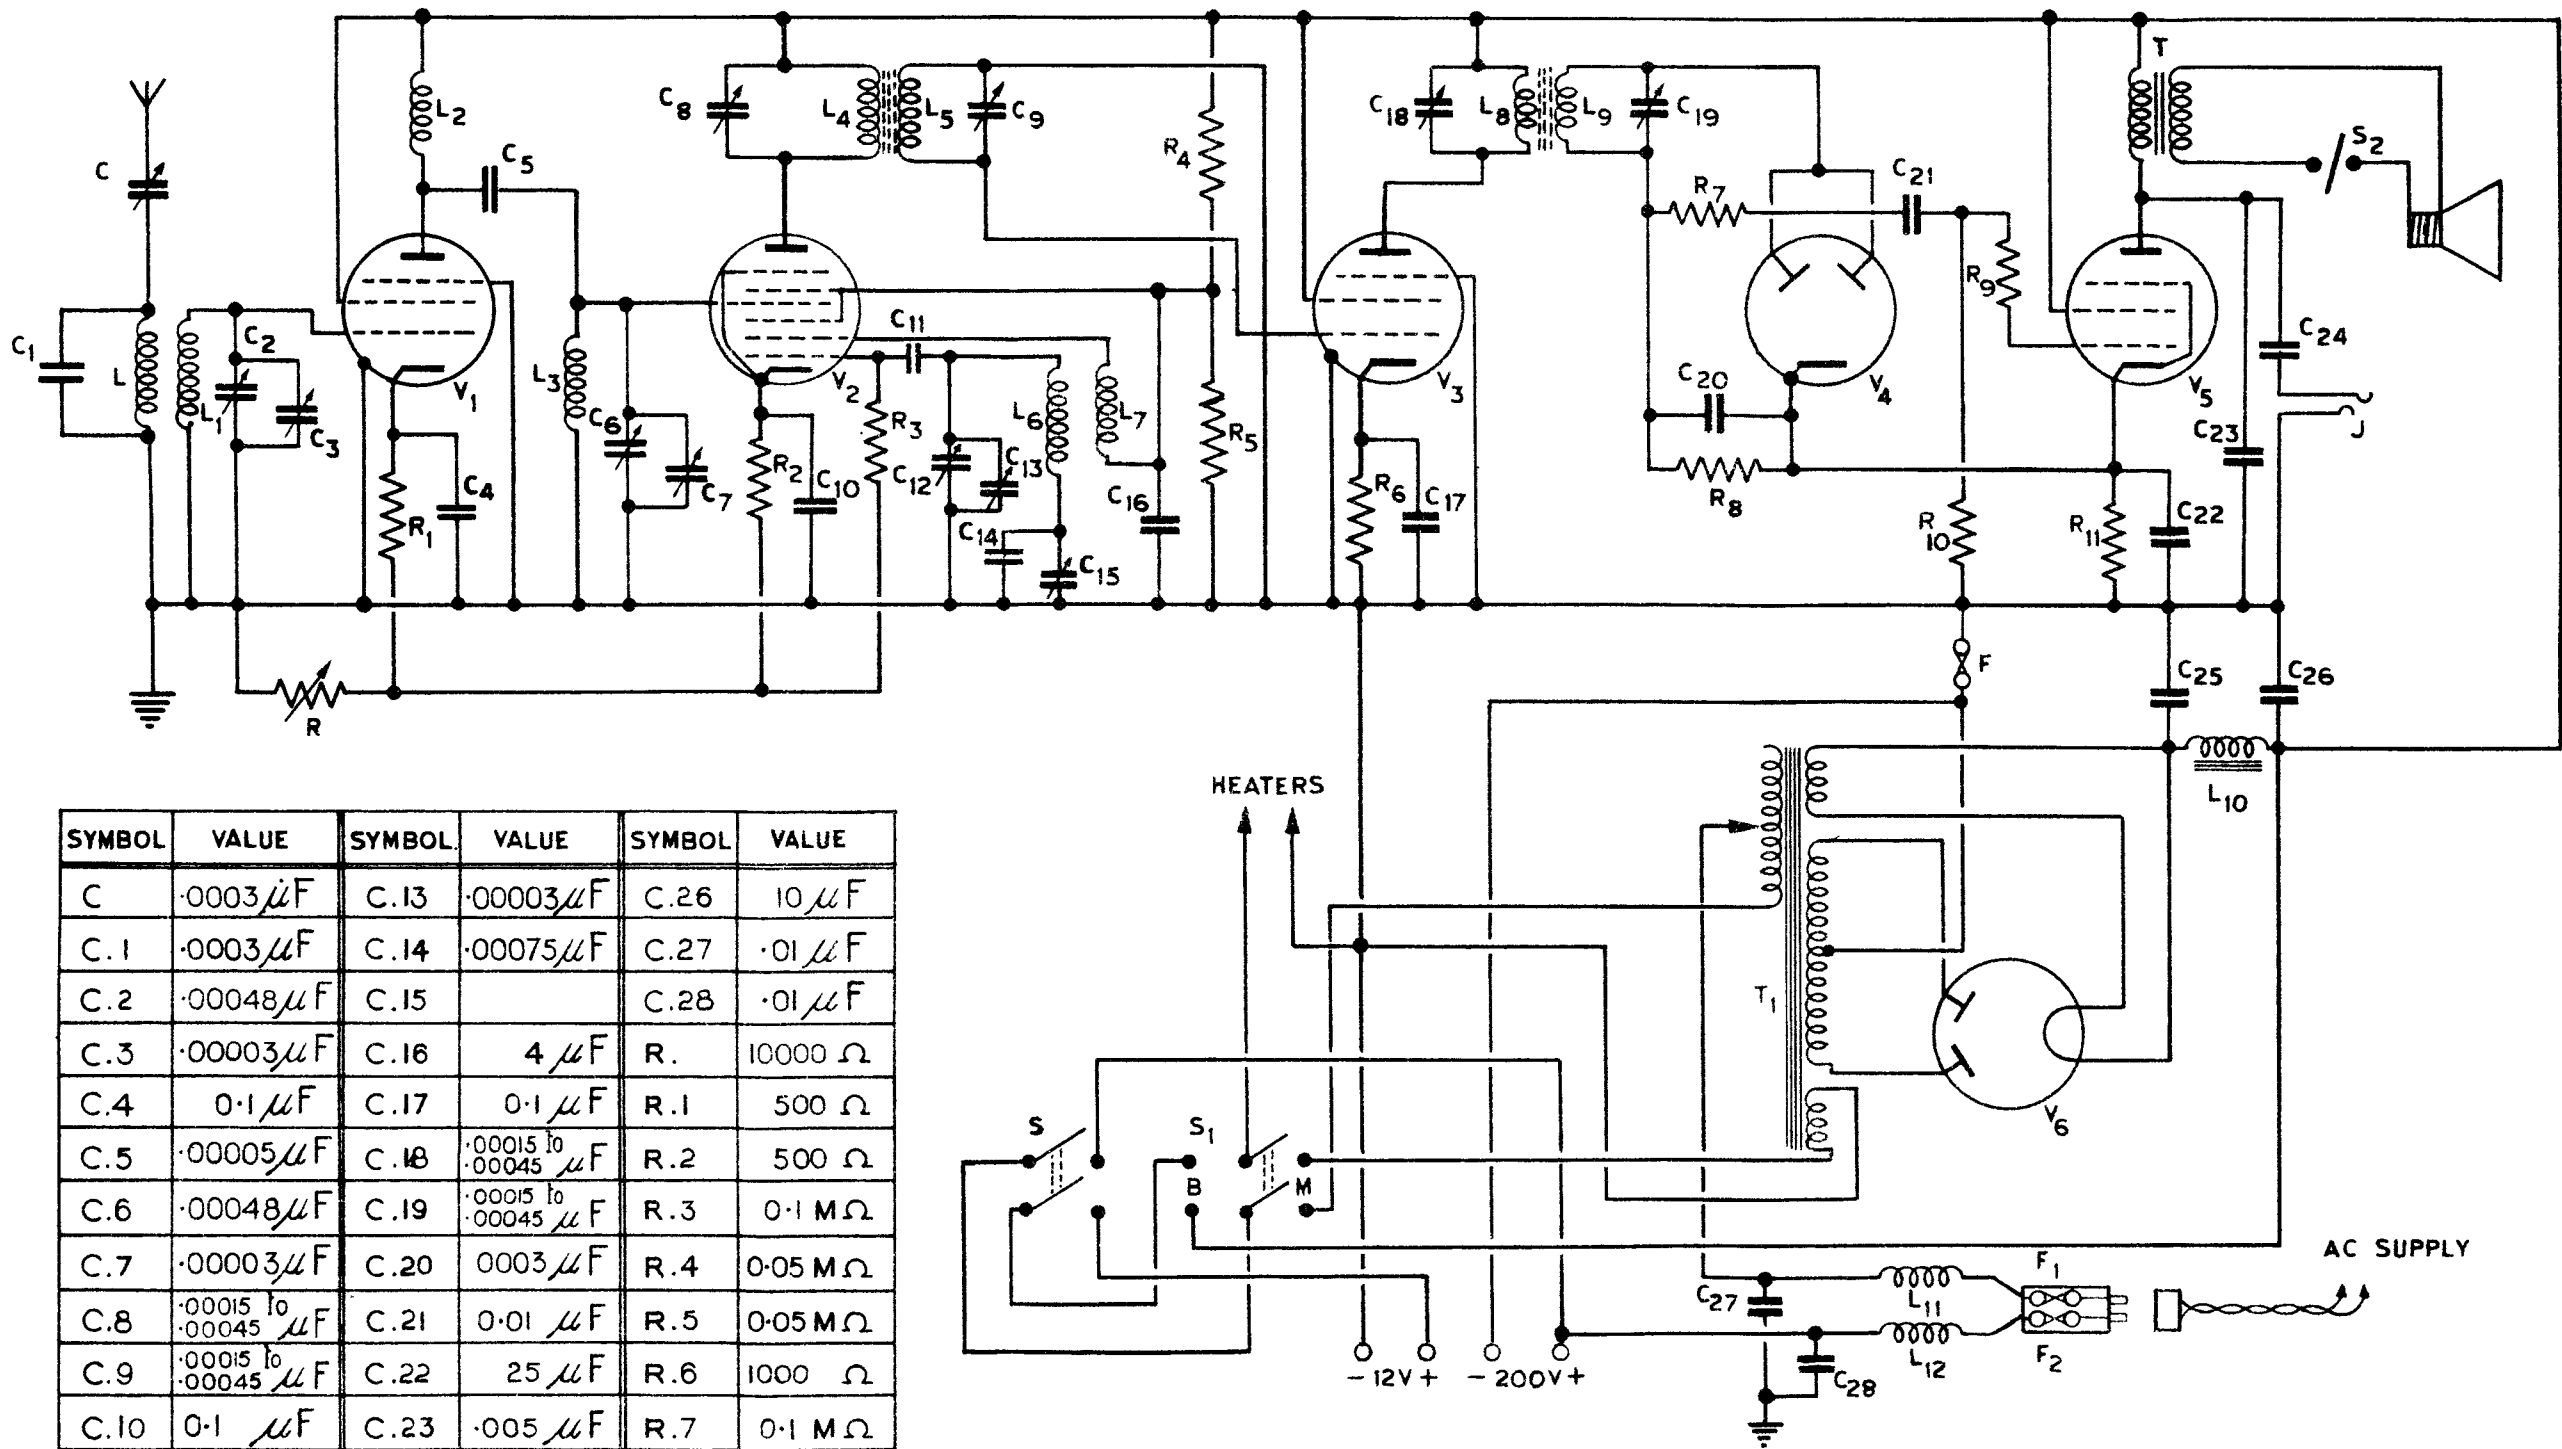 T
C
C5
L2
C8
L4
L5
C9
R4
C18
L8
L9
C19
R7
C21
S2
R9
C1
L
L1
C2
C3
V1
L3
C6
C7
V2
C11
R3
R2
C10
C4
R1
C12
C13
L6
L7
C14
C15
C16
R5
V3
R6
C17
C20
R8
V4
R10
R11
C22
V5
C23
C24
J
R
F
C25
C26
L10
HEATERS
T1
V6
S
S1
B
M
- 12V +
- 200V +
C27
C28
L11
L12
F1
F2
AC SUPPLY
SYMBOL VALUE SYMBOL. VALUE SYMBOL VALUE
C ·0003μF C.13 ·00003μF C.26 10μF
C.1 ·0003μF C.14 ·00075μF C.27 ·01μF
C.2 ·00048μF C.15 C.28 ·01μF
C.3 ·00003μF C.16 4μF R. 10000 Ω
C.4 0·1μF C.17 0·1μF R.1 500 Ω
C.5 ·00005μF C.18 ·00015 to ·00045 μF R.2 500 Ω
C.6 ·00048μF C.19 ·00015 to ·00045 μF R.3 0·1 MΩ
C.7 ·00003μF C.20 0003μF R.4 0·05 MΩ
C.8 ·00015 to ·00045 μF C.21 0·01 μF R.5 0·05 MΩ
C.9 ·00015 to ·00045 μF C.22 25μF R.6 1000 Ω
C.10 0·1 μF C.23 ·005μF R.7 0·1 MΩ